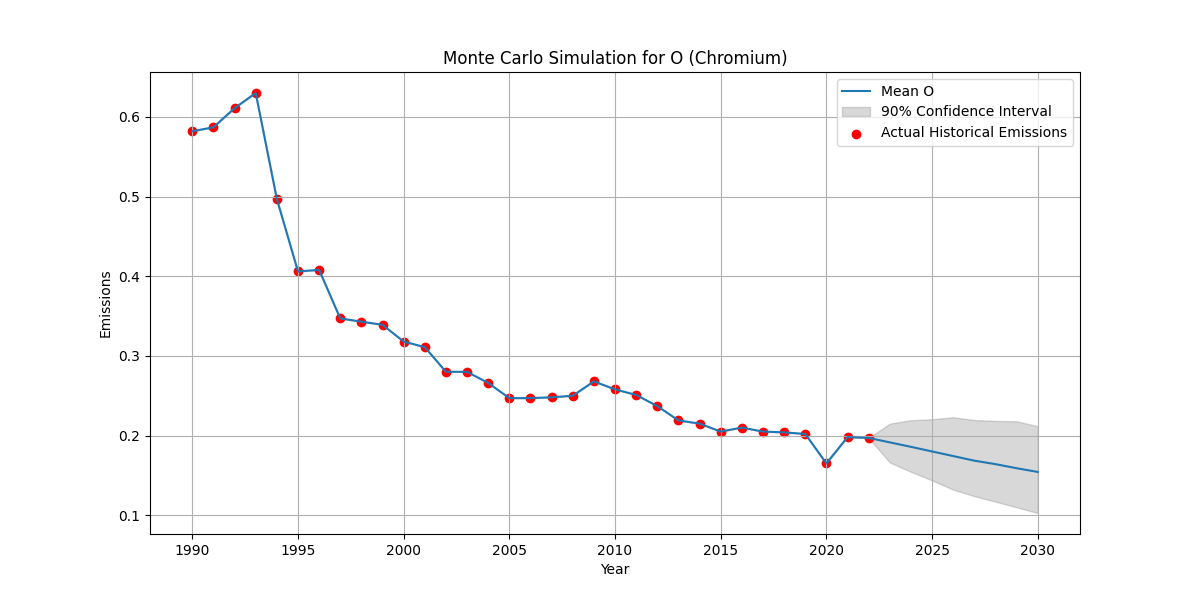 Monte Carlo Simulation for O (Chromium)
Mean O
90% Confidence Interval
Actual Historical Emissions
Emissions
0.6
0.5
0.4
0.3
0.2
0.1
1990 1995 2000 2005 2010 2015 2020 2025 2030
Year